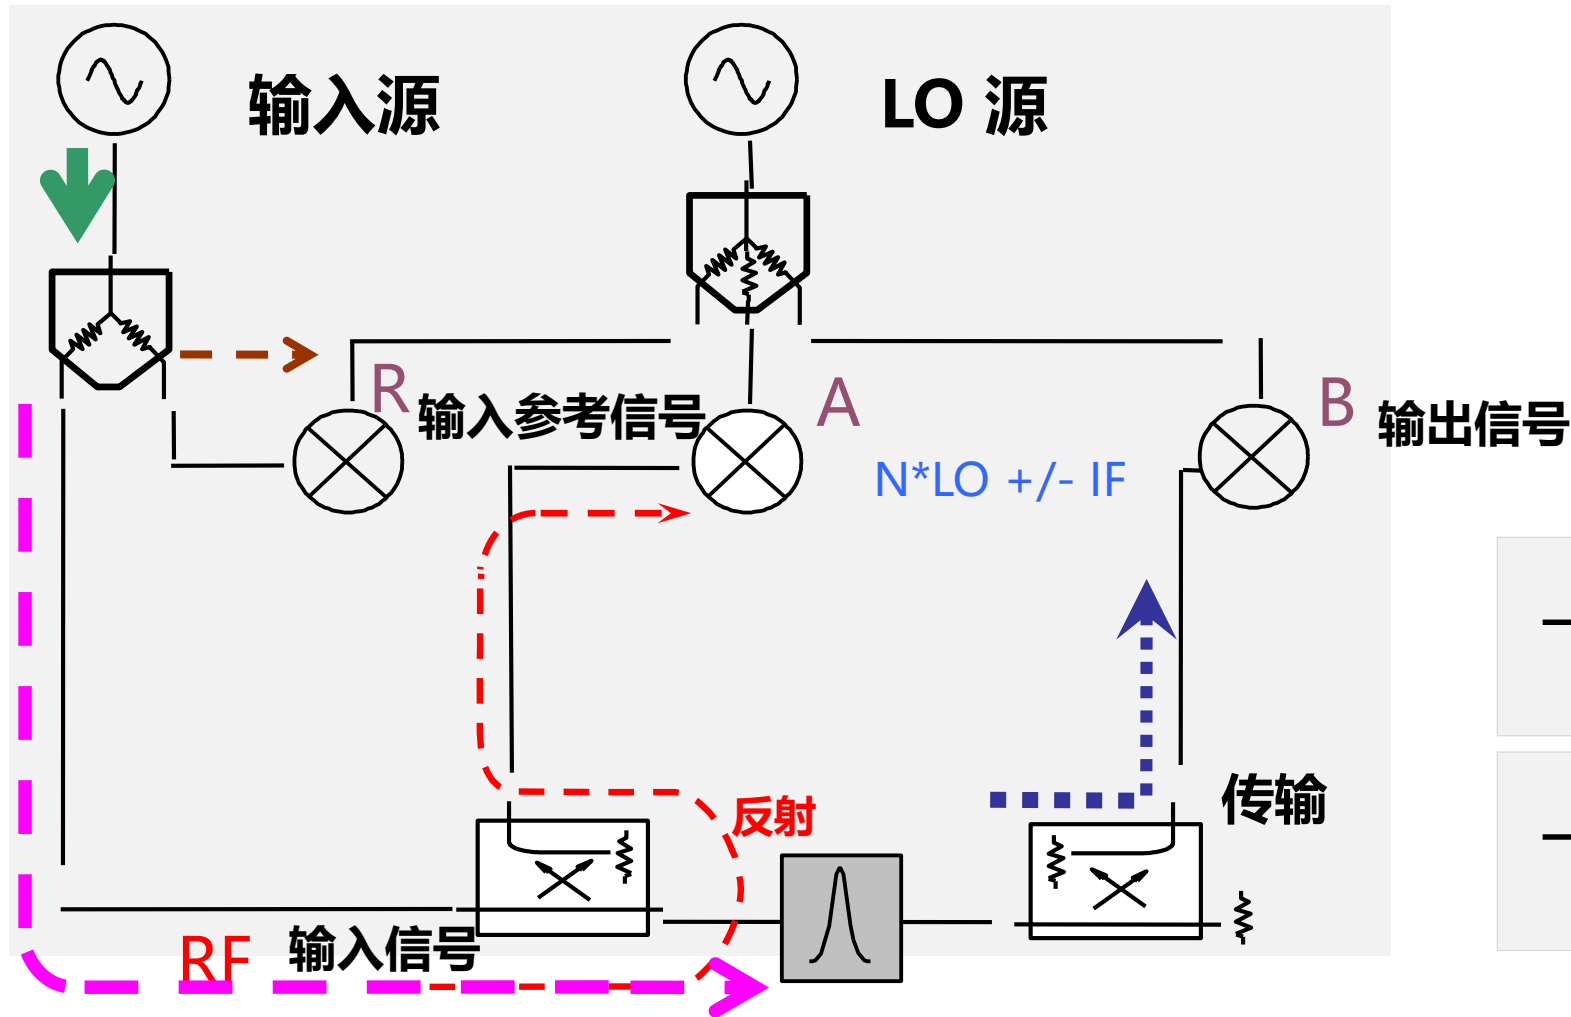 输入源
LO 源
R
输入参考信号
A
B
输出信号
N*LO +/- IF
反射
传输
RF
输入信号